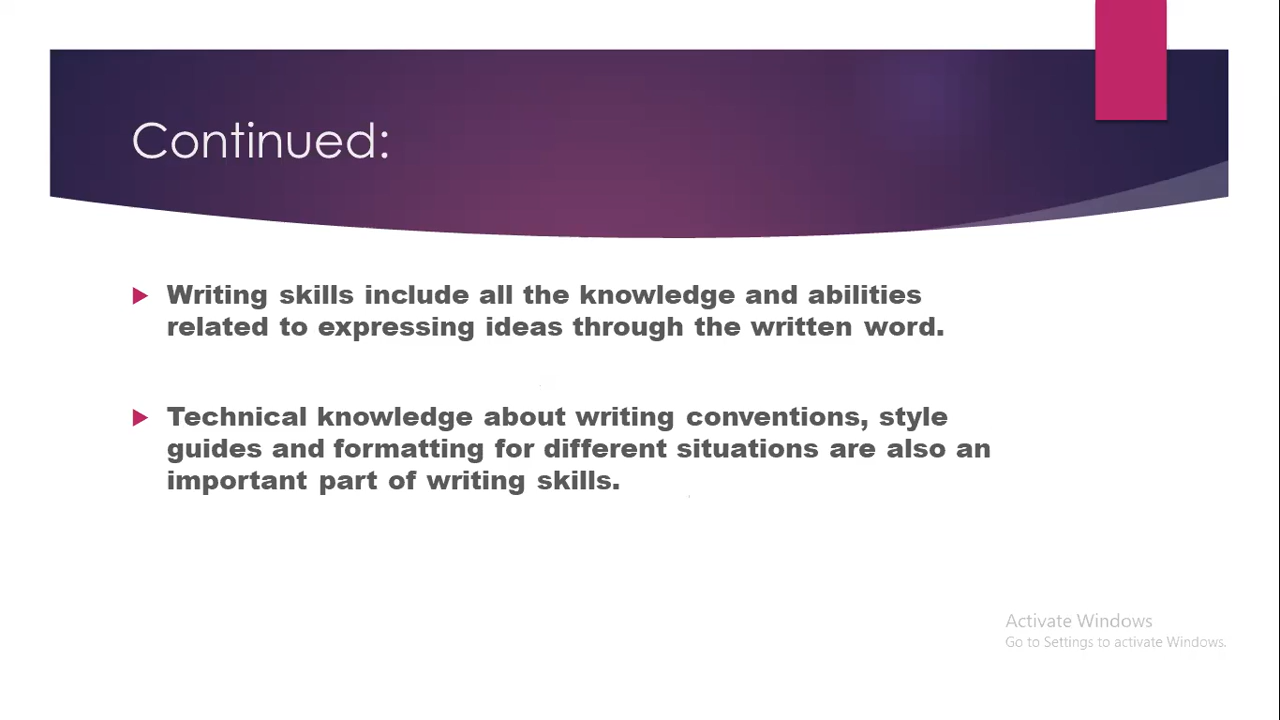 Continued:
Writing skills include all the knowledge and abilities
related to expressing ideas through the written word.
Technical knowledge about writing conventions, style
guides and formatting for different situations are also an
important part of writing skills.
Activate Windows
Go to Settings to activate Windows.